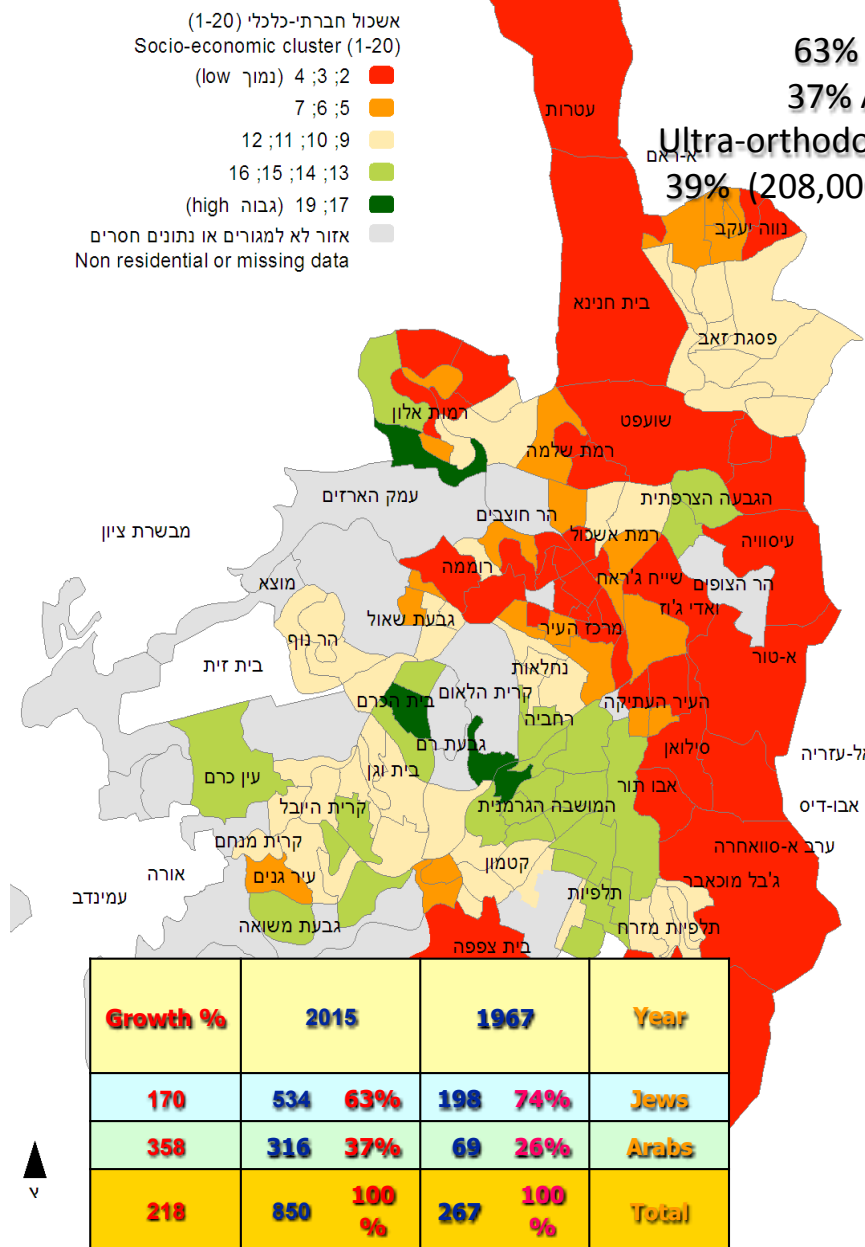 אשכול חברתי-כלכלי (1-20)
Socio-economic cluster (1-20)
2; 3; 4 (נמוך low)
5; 6; 7
9; 10; 11; 12
13; 14; 15; 16
17; 19 (גבוה high)
אזור לא למגורים או נתונים חסרים
Non residential or missing data
63%
37%
39% (208,00
עטרות
א-ראם
נווה יעקב
בית חנינא
פסגת זאב
רמות אלון
שועפט
רמת שלמה
עמק הארזים
הר חוצבים
הגבעה הצרפתית
מבשרת ציון
רמת אשכול
עיסוויה
רוממה
שייח ג'ראח
הר הצופים
מוצא
ואדי ג'וז
גבעת שאול
מרכז העיר
הר נוף
א-טור
בית זית
נחלאות
קרית הלאום
בית הכרם
העיר העתיקה
רחביה
גבעת רם
סילואן
ל-עזריה
בית וגן
עין כרם
אבו תור
המושבה הגרמנית
אבו-דיס
קרית היובל
קרית מנחם
ערב א-סוואחרה
קטמון
אורה
עיר גנים
ג'בל מוכאבר
עמינדב
תלפיות
גבעת משואה
תלפיות מזרח
בית צפפה
Growth % 2015 1967 Year
170 534 63% 198 74% Jews
358 316 37% 69 26% Arabs
218 850 100 % 267 100 % Total
צ